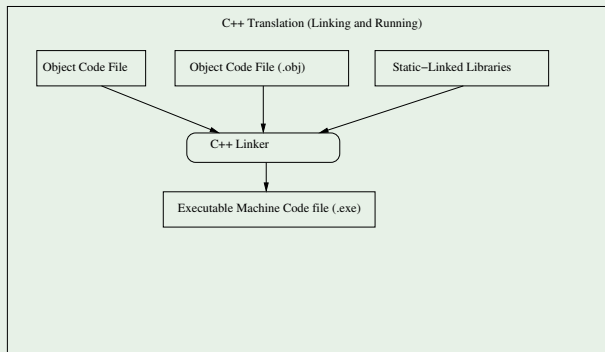 C++ Translation (Linking and Running)
Object Code File
Object Code File (.obj)
Static−Linked Libraries
C++ Linker
Executable Machine Code file (.exe)